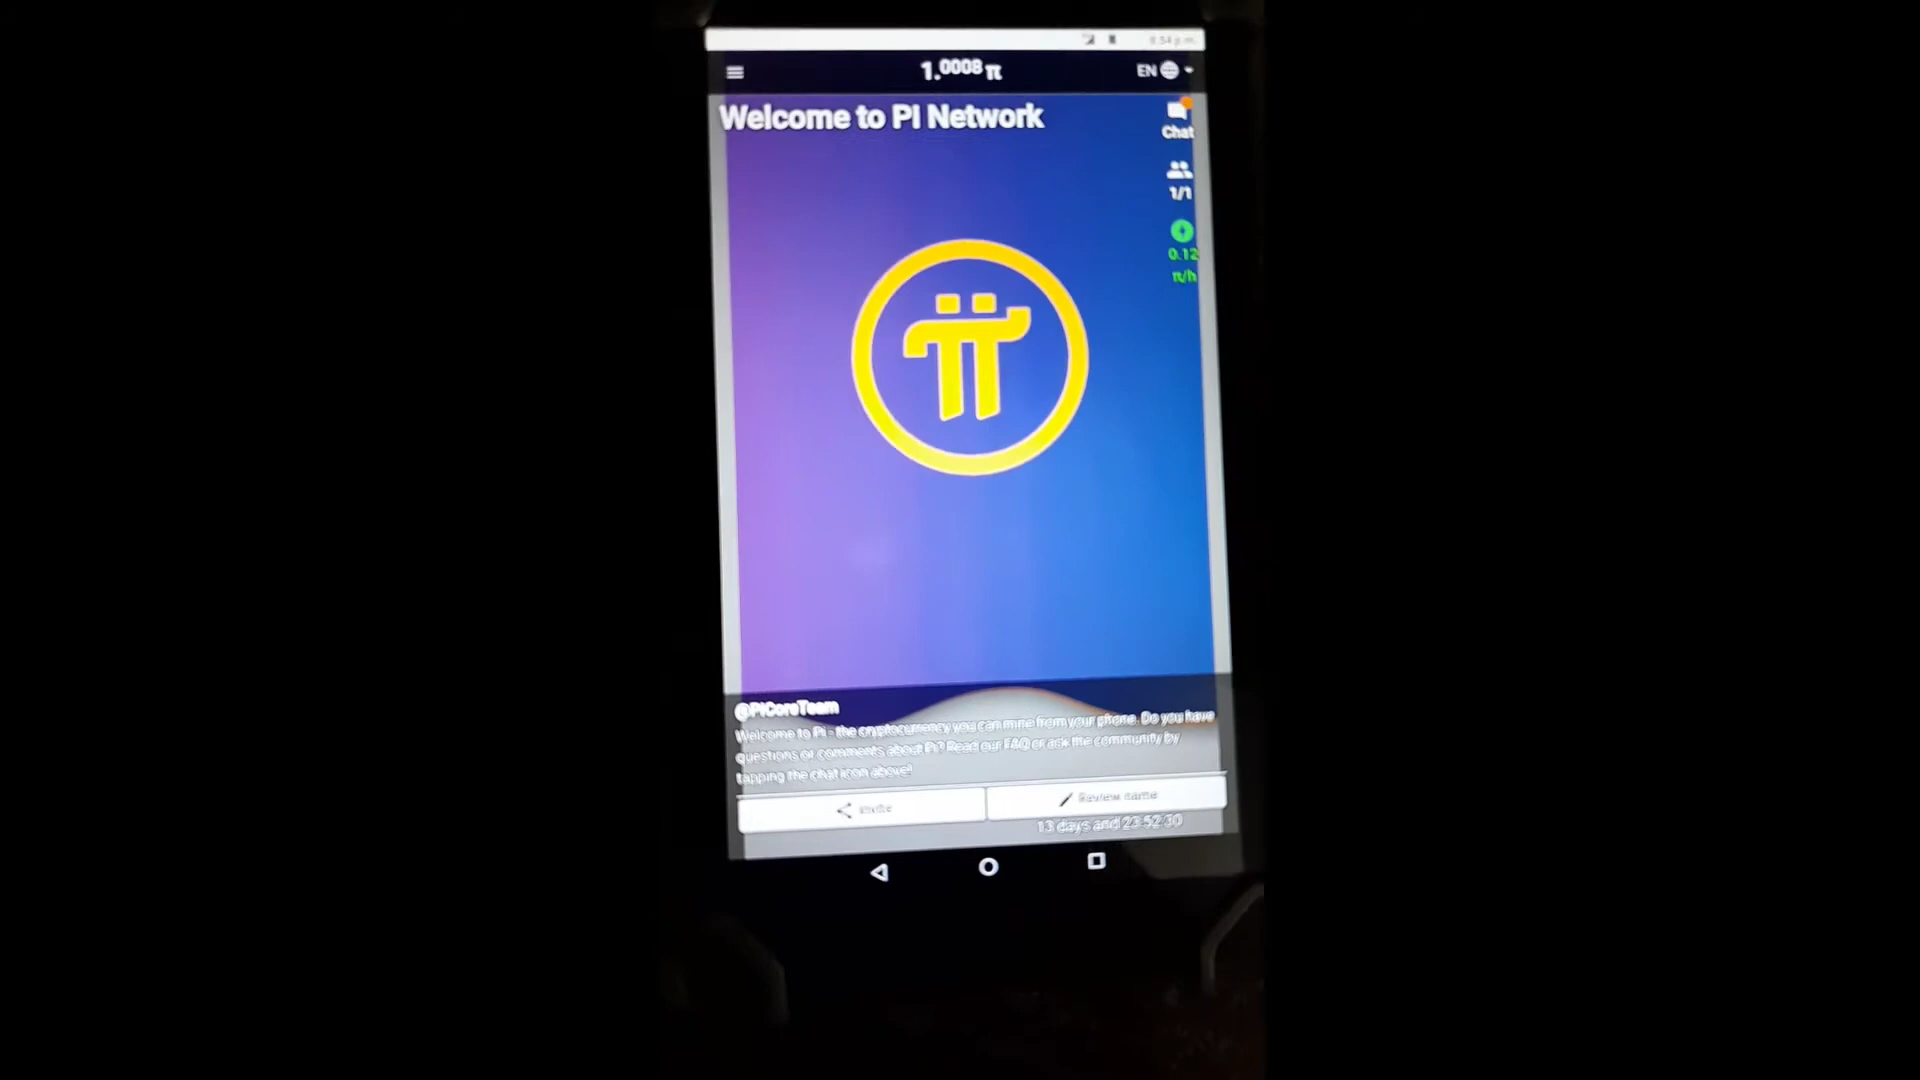 8:54 p.m.
1.0008 π
EN
Welcome to Pi Network
Chat
1/1
0.12
π/h
@PiCoreTeam
Welcome to Pi - the cryptocurrency you can mine from your phone. Do you have
questions or comments about Pi? Read our FAQ or ask the community by
tapping the chat icon above!
Invite
Review name
13 days and 23:52:30